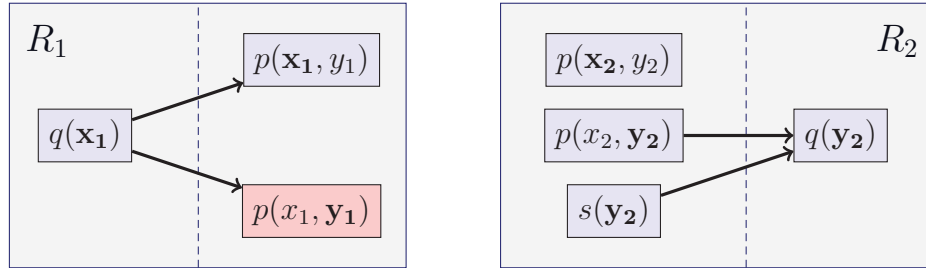 R₁
p(𝐱₁, y₁)
q(𝐱₁)
p(x₁, 𝐲₁)
R₂
p(𝐱₂, y₂)
p(x₂, 𝐲₂)
q(𝐲₂)
s(𝐲₂)